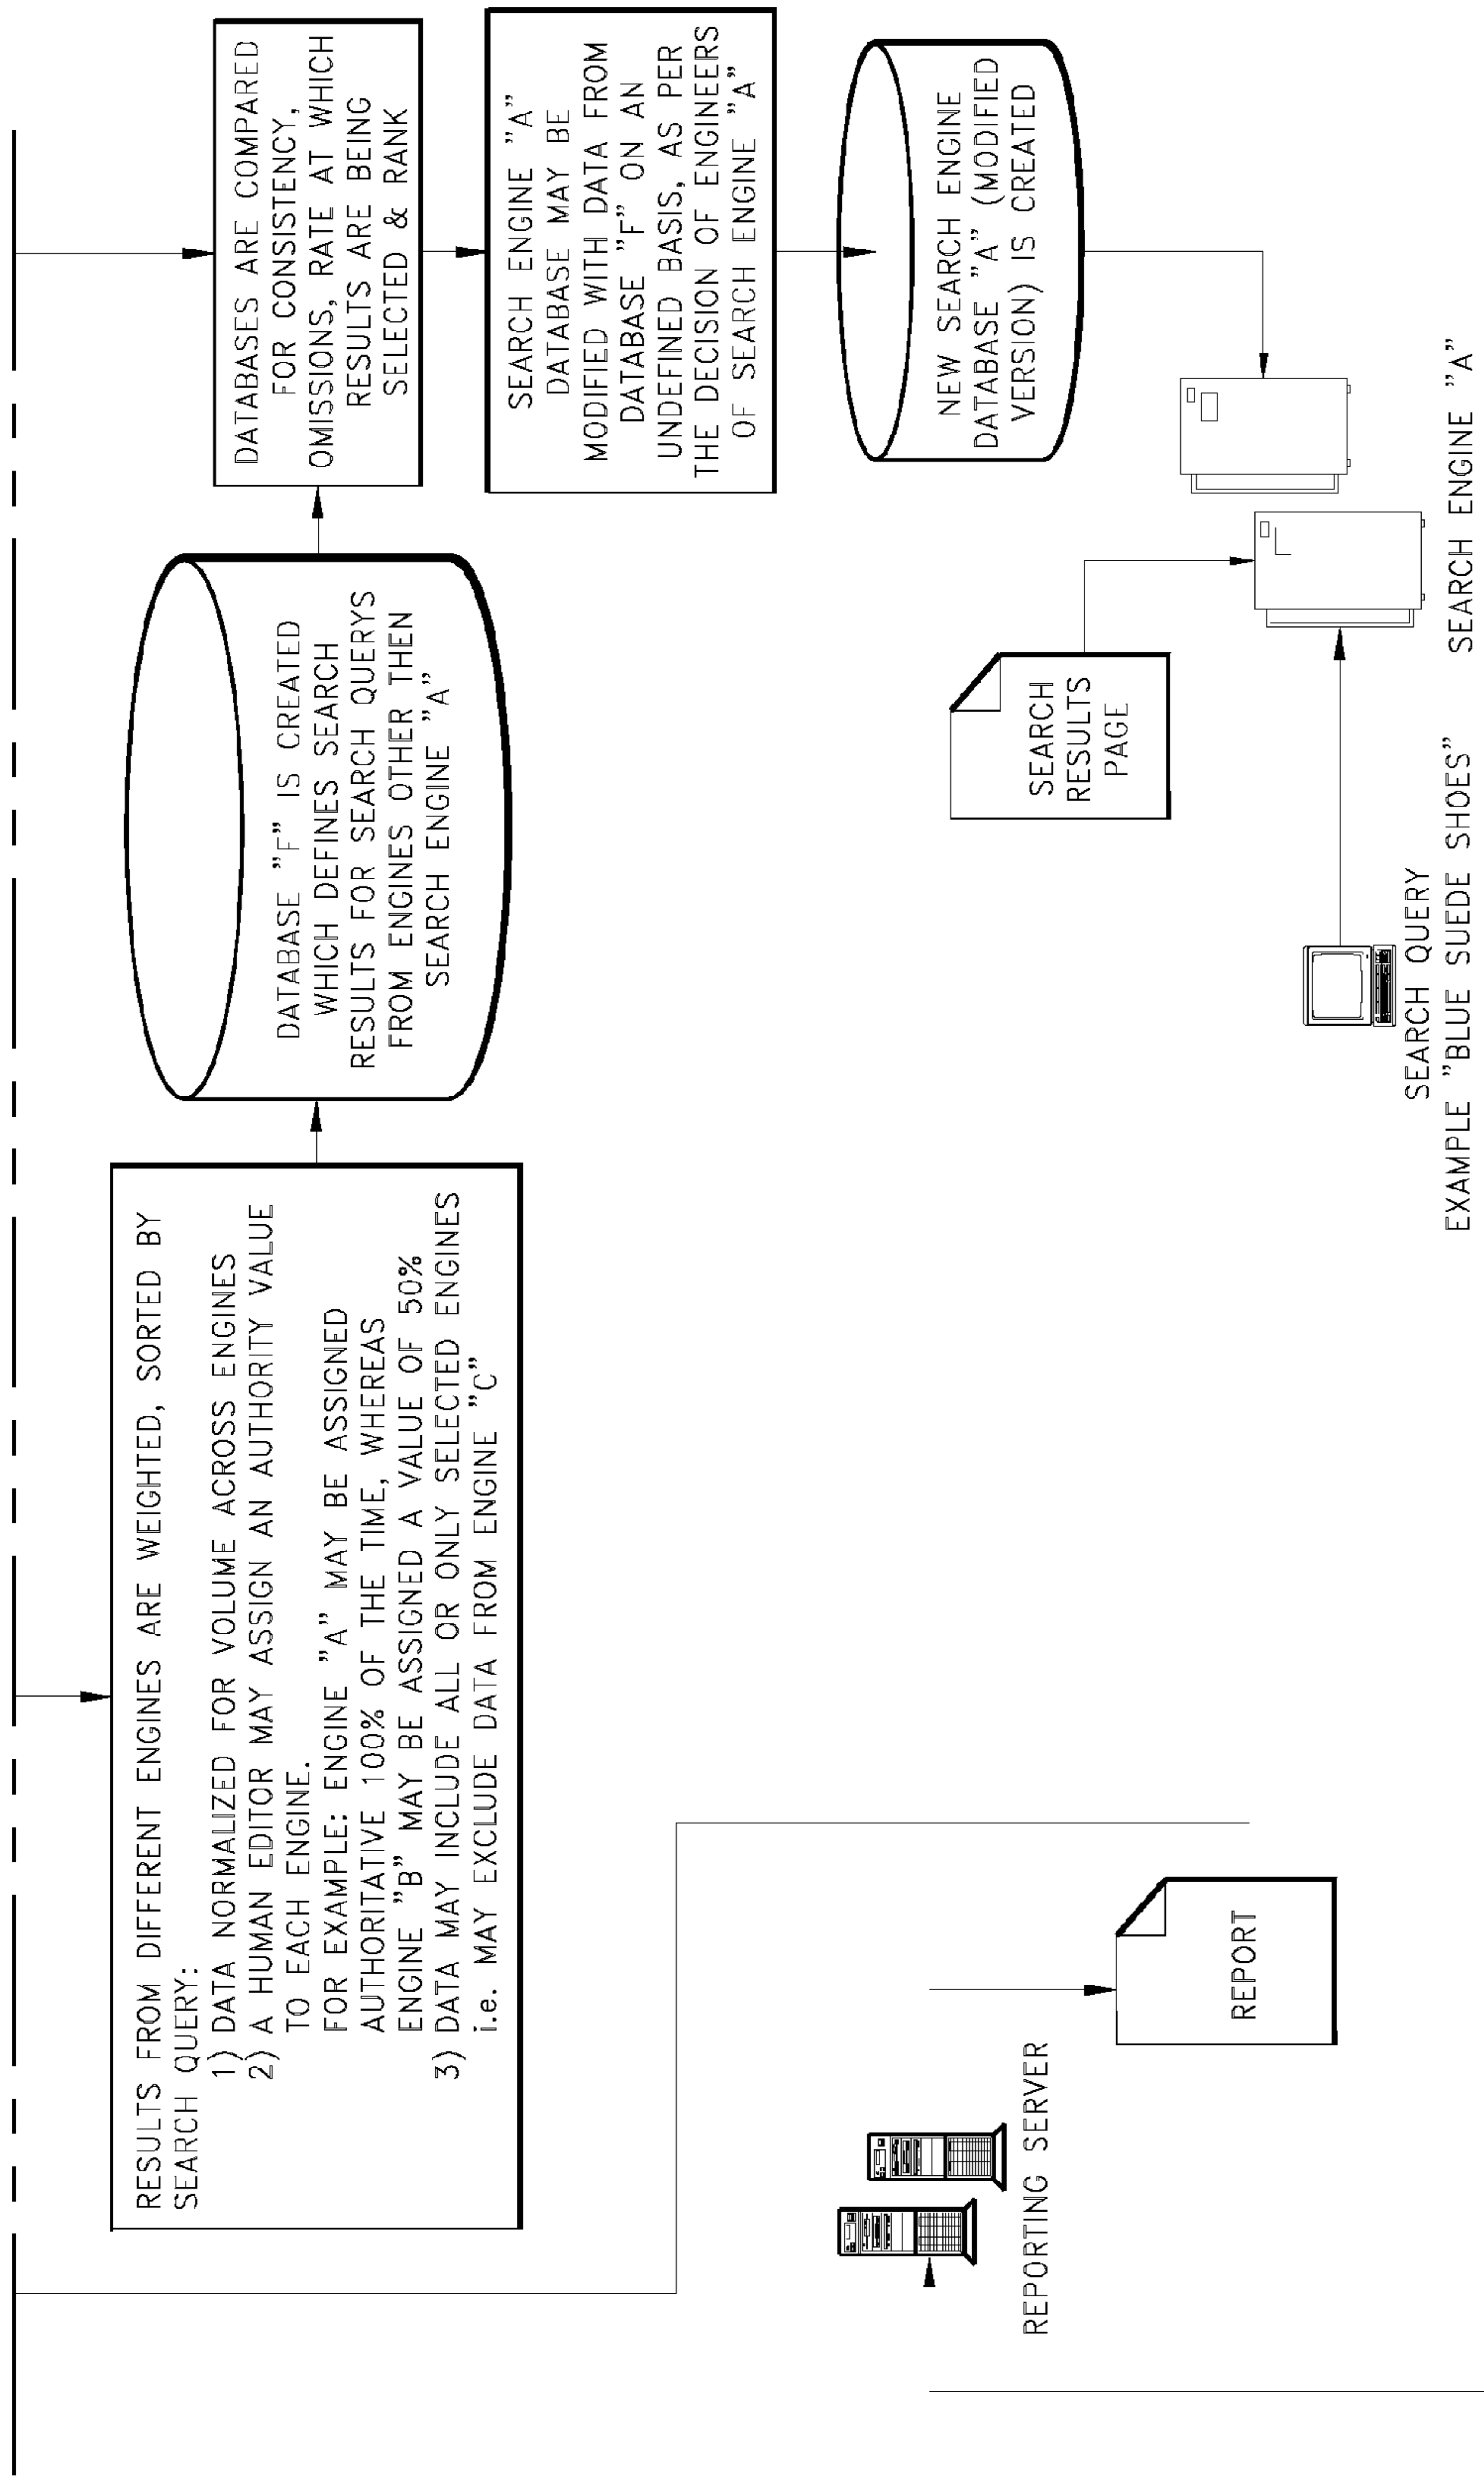 RESULTS FROM DIFFERENT ENGINES ARE WEIGHTED, SORTED BY
SEARCH QUERY:
1) DATA NORMALIZED FOR VOLUME ACROSS ENGINES
2) A HUMAN EDITOR MAY ASSIGN AN AUTHORITY VALUE
TO EACH ENGINE.
FOR EXAMPLE: ENGINE "A" MAY BE ASSIGNED
AUTHORITATIVE 100% OF THE TIME, WHEREAS
ENGINE "B" MAY BE ASSIGNED A VALUE OF 50%
3) DATA MAY INCLUDE ALL OR ONLY SELECTED ENGINES
i.e. MAY EXCLUDE DATA FROM ENGINE "C"
DATABASE "F" IS CREATED
WHICH DEFINES SEARCH
RESULTS FOR SEARCH QUERYS
FROM ENGINES OTHER THEN
SEARCH ENGINE "A"
DATABASES ARE COMPARED
FOR CONSISTENCY,
OMISSIONS, RATE AT WHICH
RESULTS ARE BEING
SELECTED & RANK
SEARCH ENGINE "A"
DATABASE MAY BE
MODIFIED WITH DATA FROM
DATABASE "F" ON AN
UNDEFINED BASIS, AS PER
THE DECISION OF ENGINEERS
OF SEARCH ENGINE "A"
NEW SEARCH ENGINE
DATABASE "A" (MODIFIED
VERSION) IS CREATED
REPORTING SERVER
REPORT
SEARCH
RESULTS
PAGE
SEARCH QUERY
EXAMPLE "BLUE SUEDE SHOES"
SEARCH ENGINE "A"